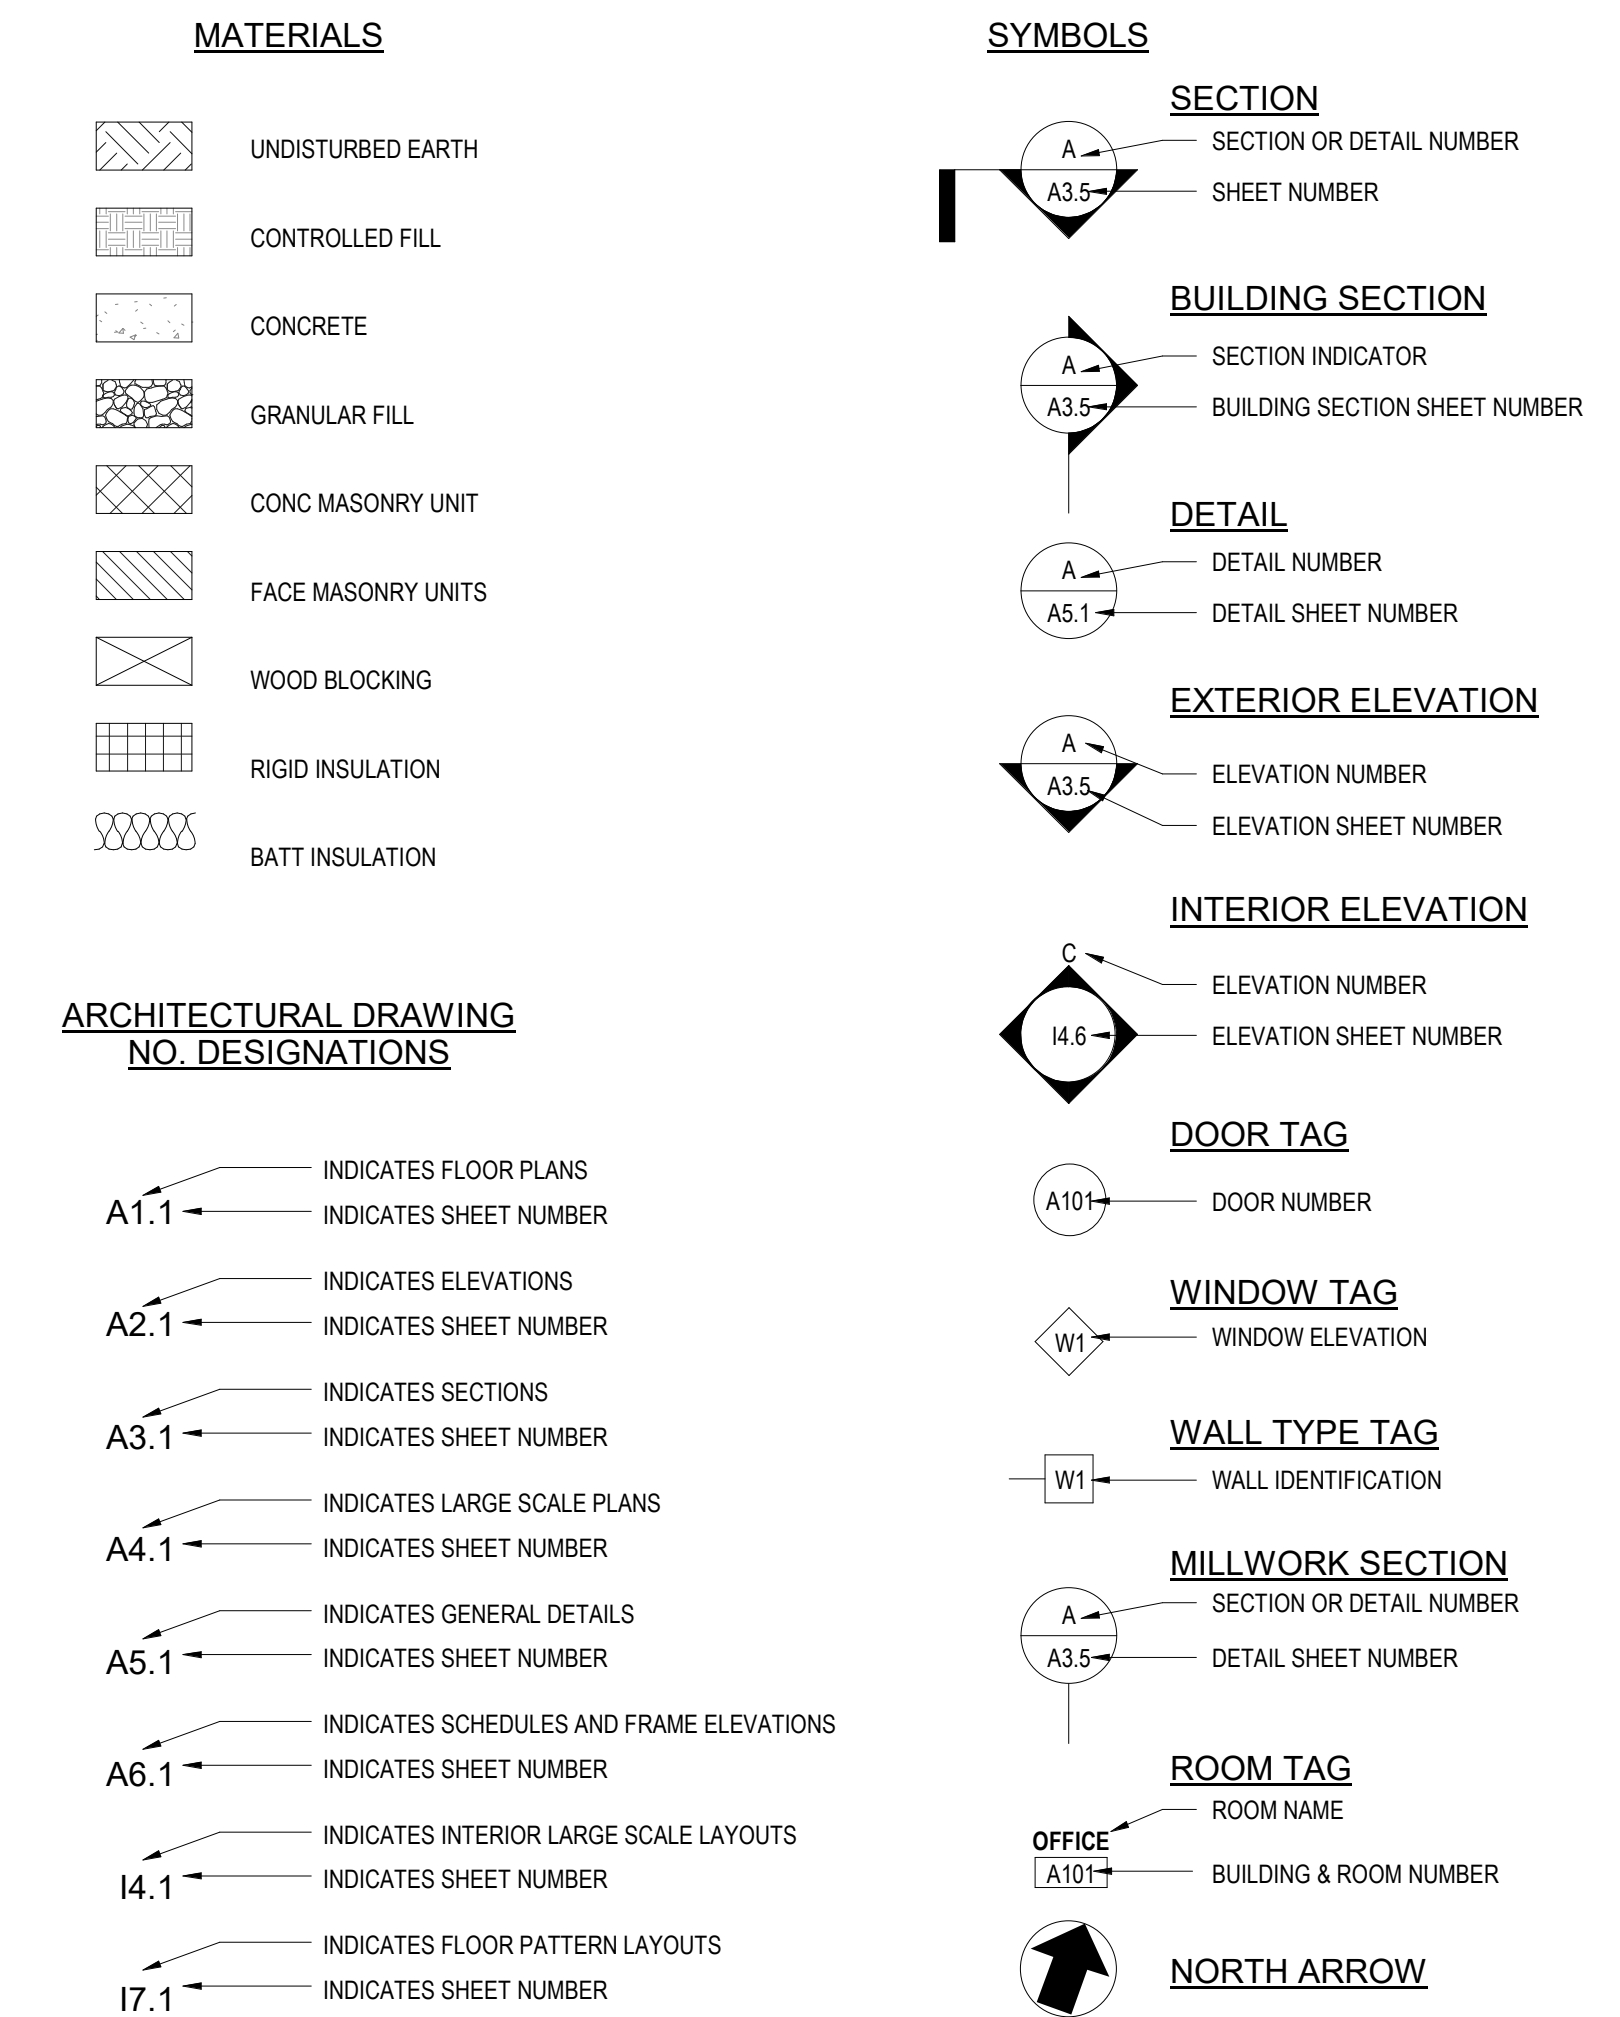 MATERIALS
UNDISTURBED EARTH
CONTROLLED FILL
CONCRETE
GRANULAR FILL
CONC MASONRY UNIT
FACE MASONRY UNITS
WOOD BLOCKING
RIGID INSULATION
BATT INSULATION
ARCHITECTURAL DRAWING
NO. DESIGNATIONS
INDICATES FLOOR PLANS
A1.1
INDICATES SHEET NUMBER
INDICATES ELEVATIONS
A2.1
INDICATES SHEET NUMBER
INDICATES SECTIONS
A3.1
INDICATES SHEET NUMBER
INDICATES LARGE SCALE PLANS
A4.1
INDICATES SHEET NUMBER
INDICATES GENERAL DETAILS
A5.1
INDICATES SHEET NUMBER
INDICATES SCHEDULES AND FRAME ELEVATIONS
A6.1
INDICATES SHEET NUMBER
INDICATES INTERIOR LARGE SCALE LAYOUTS
I4.1
INDICATES SHEET NUMBER
INDICATES FLOOR PATTERN LAYOUTS
I7.1
INDICATES SHEET NUMBER
SYMBOLS
SECTION
A
SECTION OR DETAIL NUMBER
A3.5
SHEET NUMBER
BUILDING SECTION
A
SECTION INDICATOR
A3.5
BUILDING SECTION SHEET NUMBER
DETAIL
A
DETAIL NUMBER
A5.1
DETAIL SHEET NUMBER
EXTERIOR ELEVATION
A
ELEVATION NUMBER
A3.5
ELEVATION SHEET NUMBER
INTERIOR ELEVATION
C
ELEVATION NUMBER
I4.6
ELEVATION SHEET NUMBER
DOOR TAG
A101
DOOR NUMBER
WINDOW TAG
W1
WINDOW ELEVATION
WALL TYPE TAG
W1
WALL IDENTIFICATION
MILLWORK SECTION
A
SECTION OR DETAIL NUMBER
A3.5
DETAIL SHEET NUMBER
ROOM TAG
ROOM NAME
OFFICE
A101
BUILDING & ROOM NUMBER
NORTH ARROW